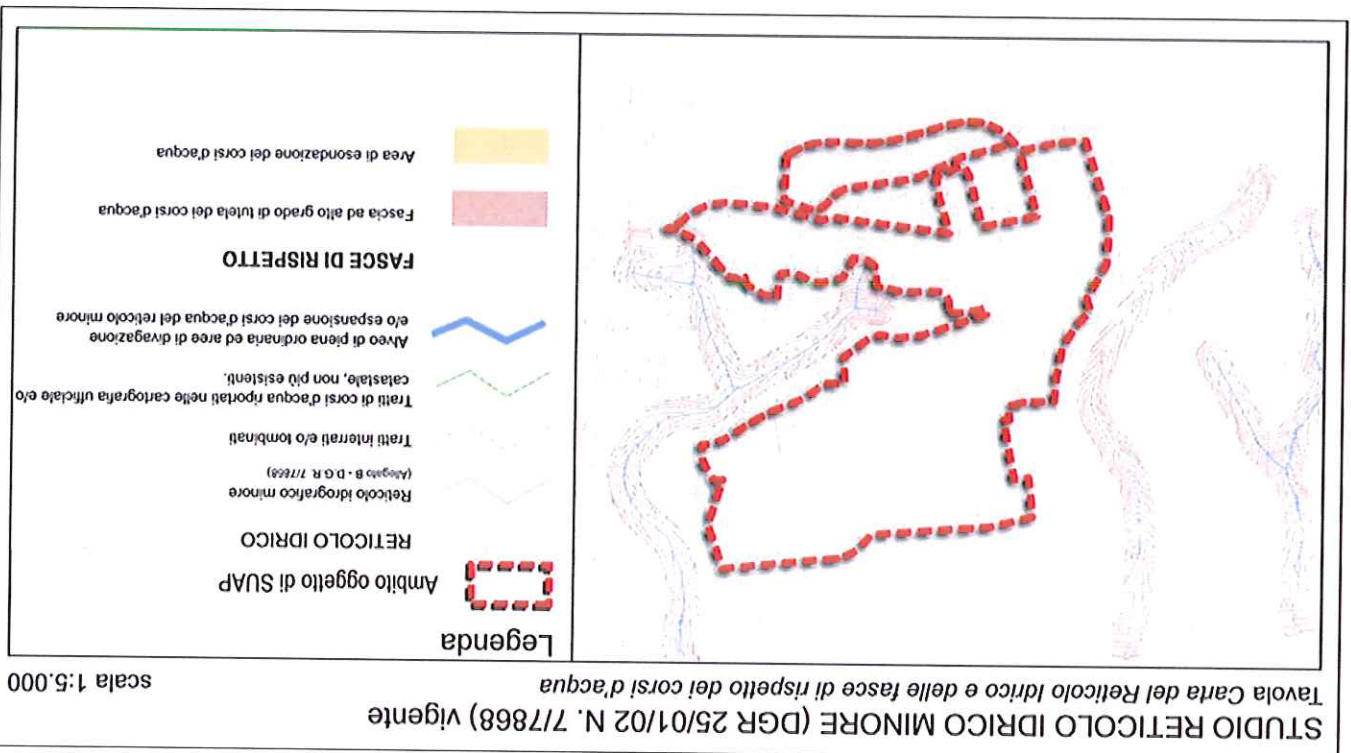 STUDIO RETICOLO IDRICO MINORE (DGR 25/01/02 N. 7/7868) vigente
Tavola Carta del Reticolo Idrico e delle fasce di rispetto dei corsi d'acqua
scala 1:5.000
Legenda
Ambito oggetto di SUAP
RETICOLO IDRICO
Reticolo idrografico minore
(Allegato B - D.G.R. 7/7868)
Tratti interrati e/o tombinati
Tratti di corsi d'acqua riportati nelle cartografia ufficiale e/o
catastale, non più esistenti.
Alveo di piena ordinaria ed aree di divagazione
e/o espansione dei corsi d'acqua del reticolo minore
FASCE DI RISPETTO
Fascia ad alto grado di tutela dei corsi d'acqua
Area di esondazione dei corsi d'acqua